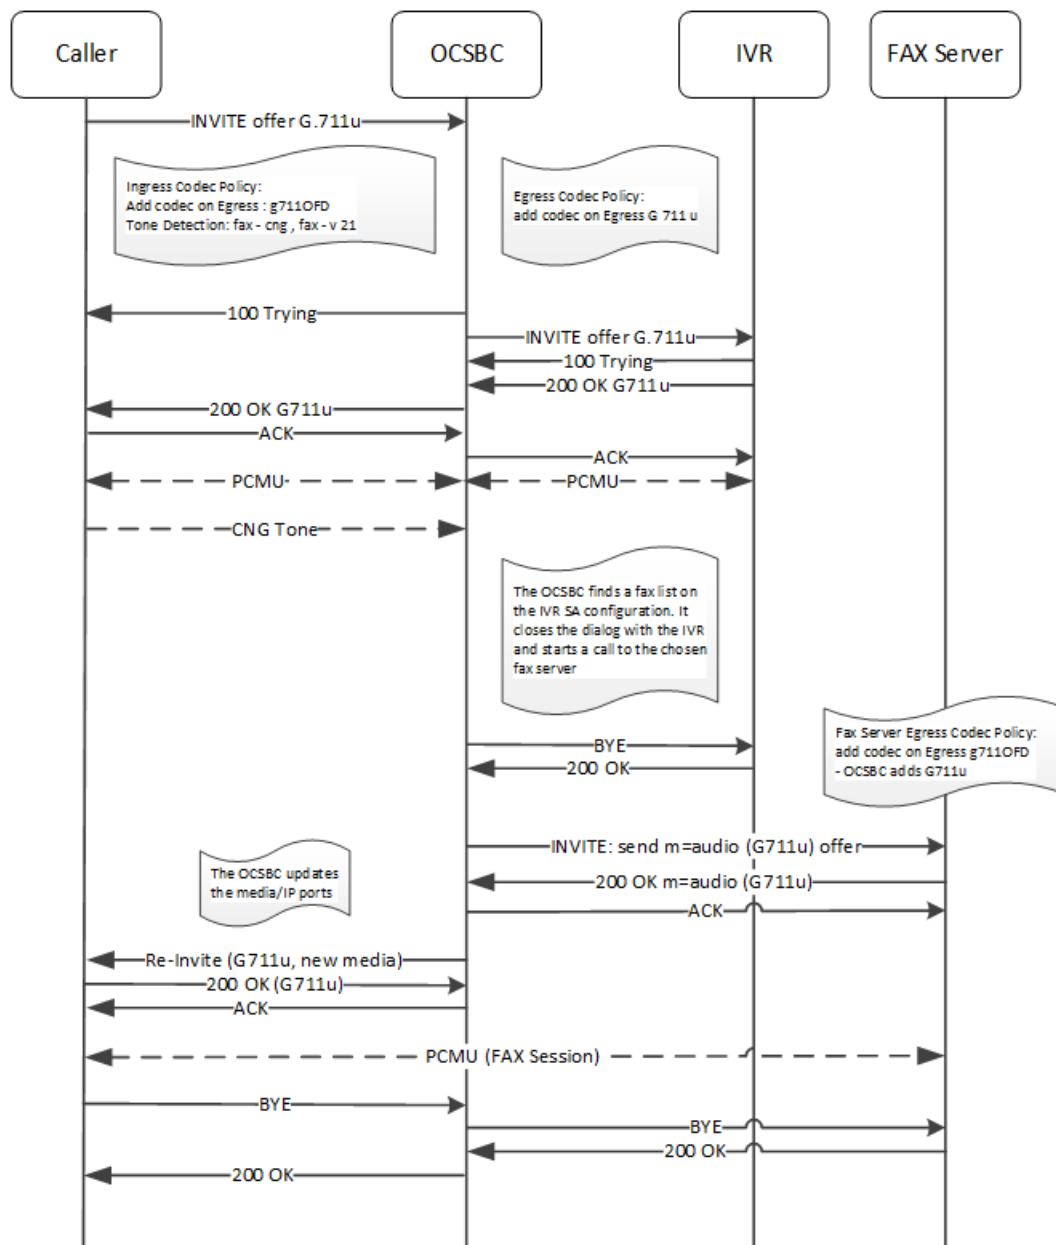 Caller
OCSBC
IVR
FAX Server
INVITE offer G.711u
Ingress Codec Policy:
Add codec on Egress : g711OFD
Tone Detection: fax - cng , fax - v 21
Egress Codec Policy:
add codec on Egress G 711 u
100 Trying
INVITE offer G.711u
100 Trying
200 OK G711u
200 OK G711u
ACK
ACK
PCMU-
PCMU
CNG Tone
The OCSBC finds a fax list on
the IVR SA configuration. It
closes the dialog with the IVR
and starts a call to the chosen
fax server
Fax Server Egress Codec Policy:
add codec on Egress g711OFD
- OCSBC adds G711u
BYE
200 OK
INVITE: send m=audio (G711u) offer
The OCSBC updates
the media/IP ports
200 OK m=audio (G711u)
ACK
Re-Invite (G711u, new media)
200 OK (G711u)
ACK
PCMU (FAX Session)
BYE
BYE
200 OK
200 OK